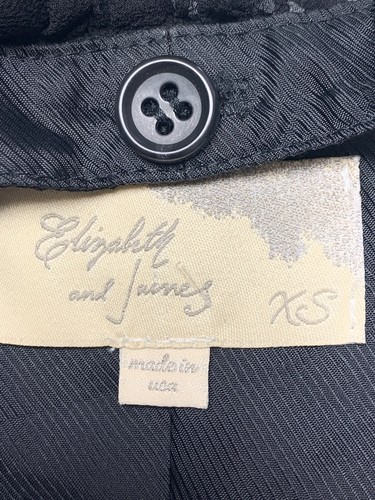 Elizabeth
and James
XS
made in
usa